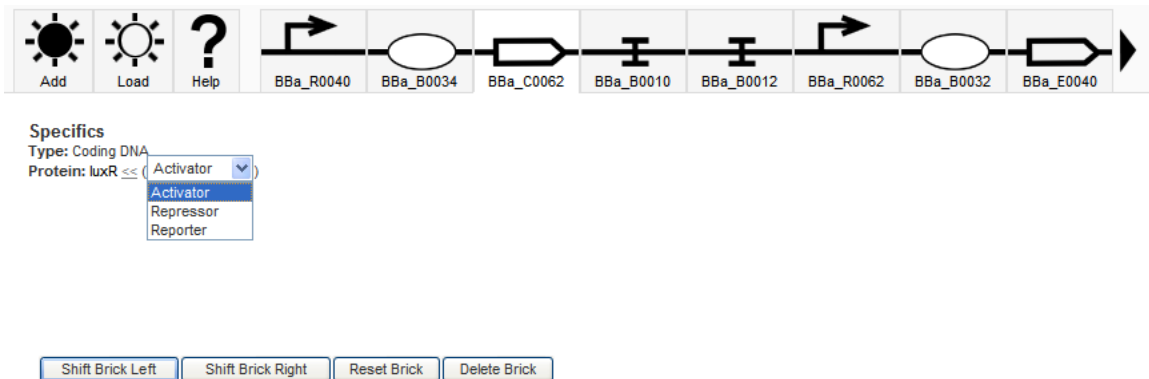 ?
Add Load Help BBa_R0040 BBa_B0034 BBa_C0062 BBa_B0010 BBa_B0012 BBa_R0062 BBa_B0032 BBa_E0040
Specifics
Type: Coding DNA
Protein: luxR << ( Activator )
Activator
Repressor
Reporter
Shift Brick Left Shift Brick Right Reset Brick Delete Brick